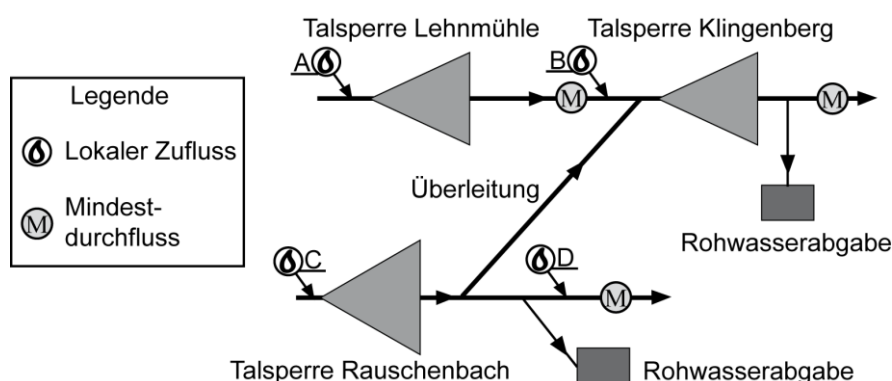 Talsperre Lehnmühle
Talsperre Klingenberg
A
B
M
M
Legende
Lokaler Zufluss
M
Mindest-
durchfluss
Überleitung
Rohwasserabgabe
C
D
M
Talsperre Rauschenbach
Rohwasserabgabe